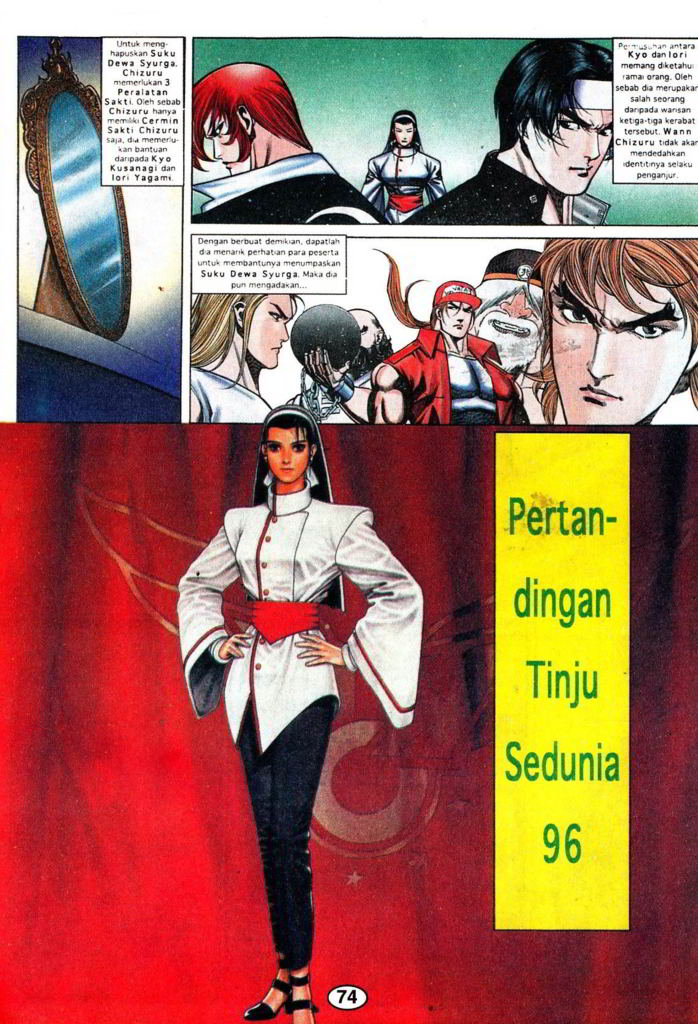 Untuk meng-
hapuskan Suku
Dewa Syurga,
Chizuru
memerlukan 3
Peralatan
Sakti. Oleh sebab
Chizuru hanya
memiliki Cermin
Sakti Chizuru
saja, dia memerlu-
kan bantuan
daripada Kyo
Kusanagi dan
Iori Yagami.
Permusuhan antara
Kyo dan Iori
memang diketahui
ramai orang. Oleh
sebab dia merupakan
salah seorang
daripada warisan
ketiga-tiga kerabat
tersebut. Wann
Chizuru tidak akan
mendedahkan
identitinya selaku
penganjur.
Dengan berbuat demikian, dapatlah
dia menarik perhatian para peserta
untuk membantunya menumpaskan
Suku Dewa Syurga. Maka dia
pun mengadakan...
Pertan-
dingan
Tinju
Sedunia
96
74